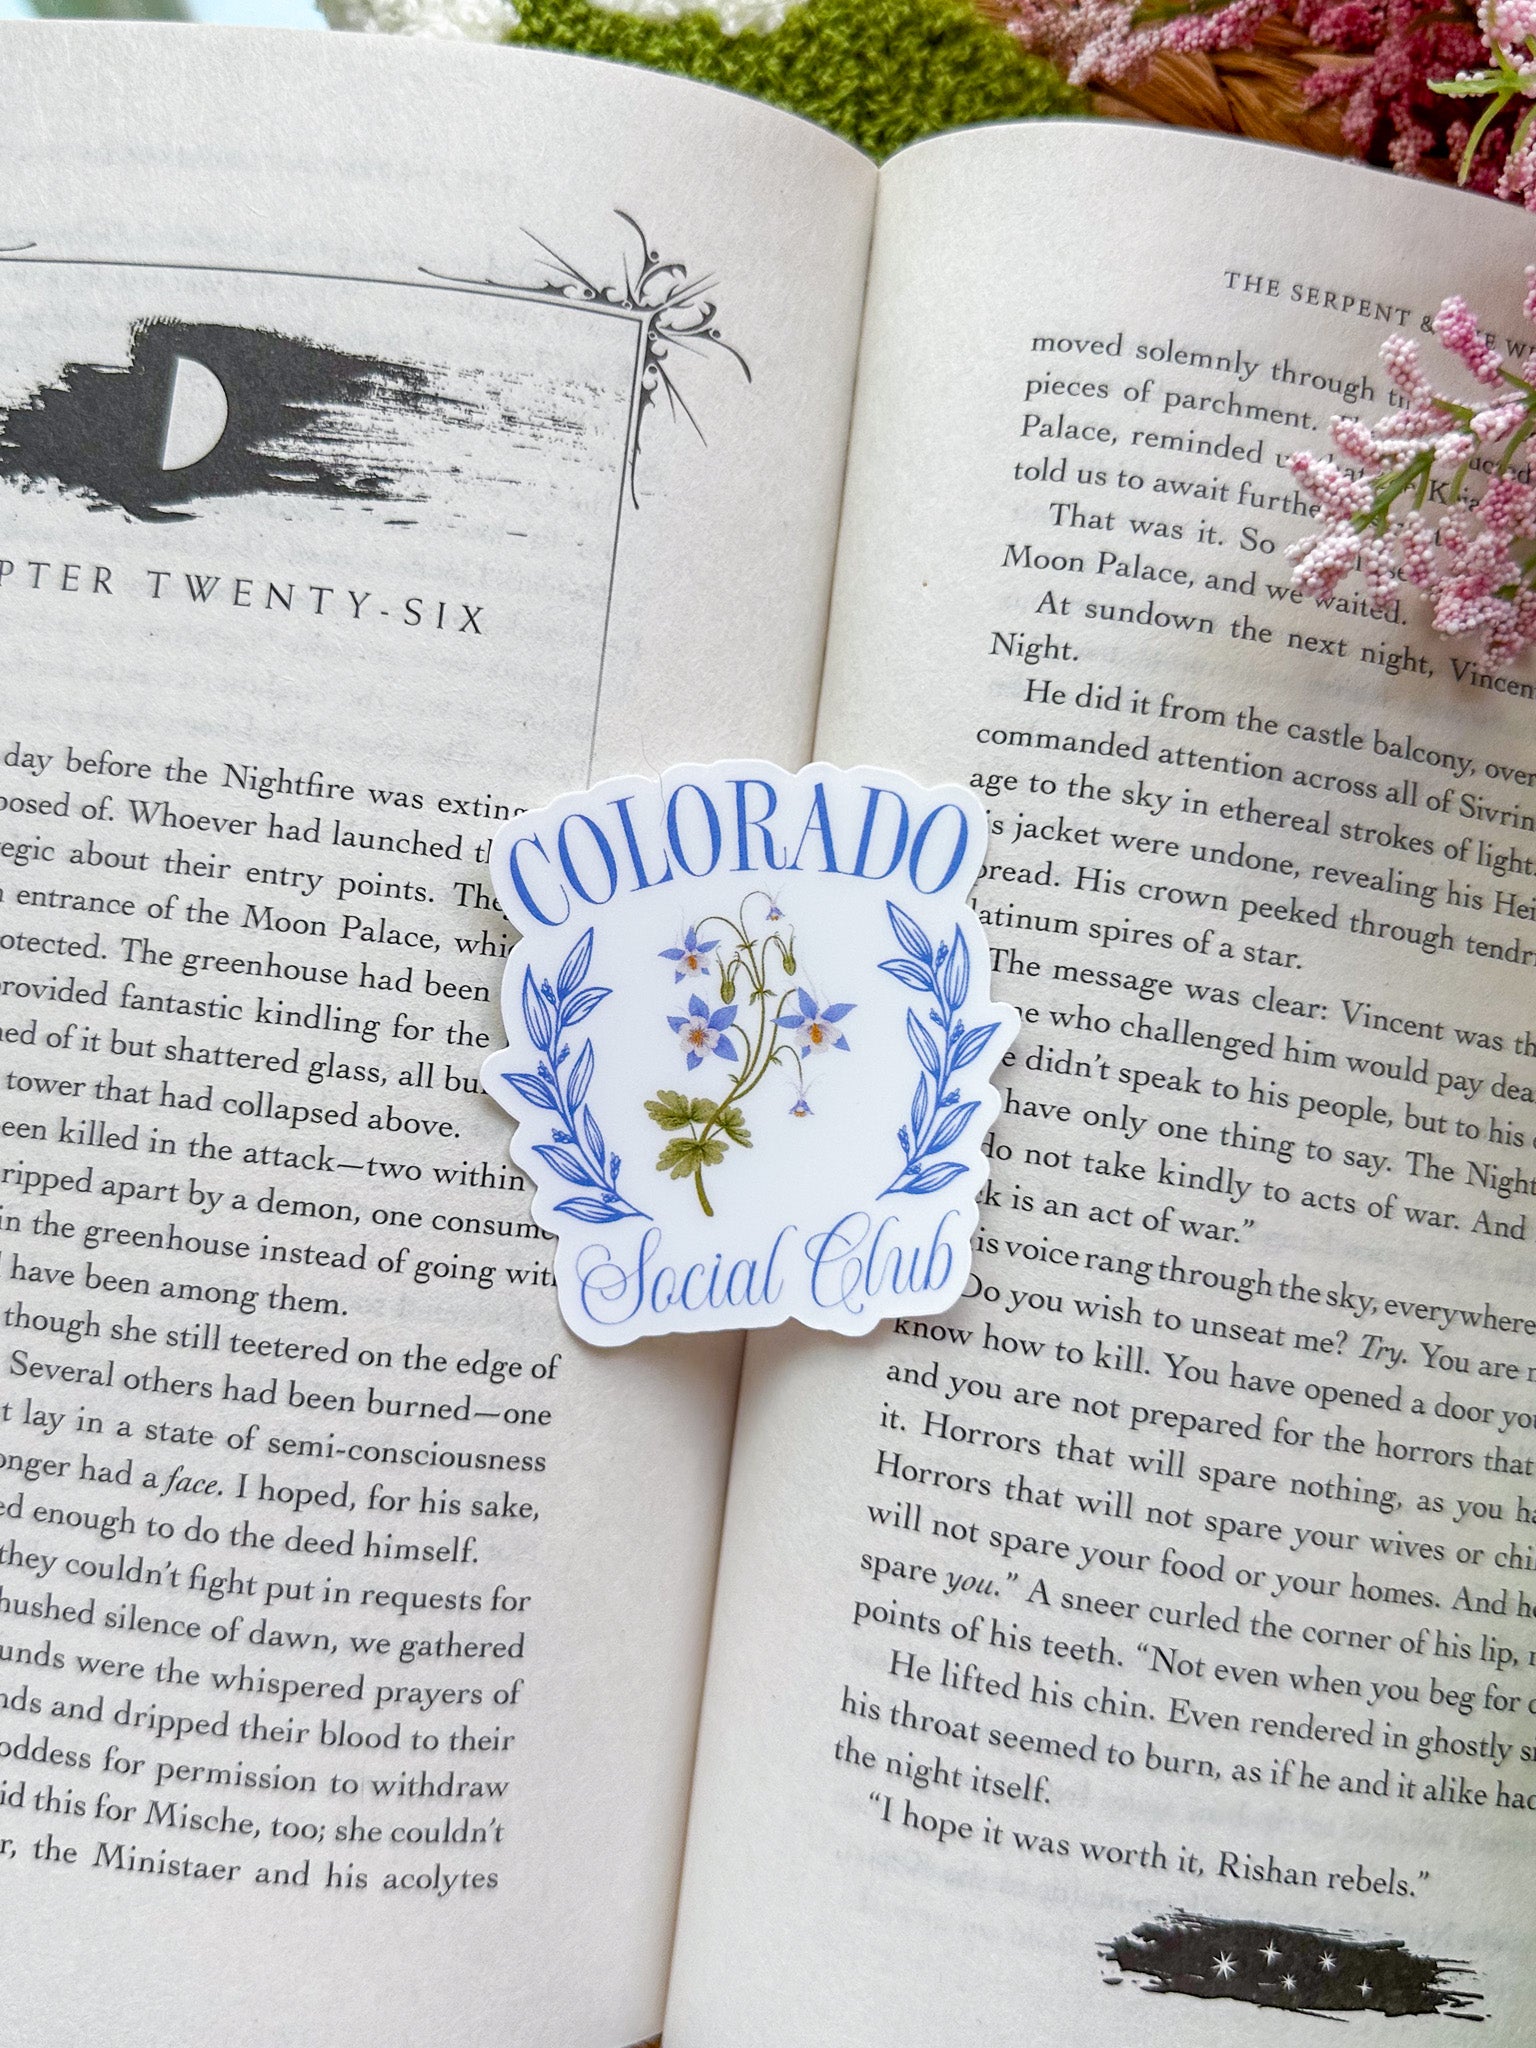 PTER TWENTY-SIX
day before the Nightfire was exting
posed of. Whoever had launched th
egic about their entry points. The
entrance of the Moon Palace, whic
otected. The greenhouse had been
rovided fantastic kindling for the
ned of it but shattered glass, all bu
tower that had collapsed above.
een killed in the attack—two within
ripped apart by a demon, one consume
in the greenhouse instead of going with
have been among them.
though she still teetered on the edge of
Several others had been burned—one
t lay in a state of semi-consciousness
onger had a face. I hoped, for his sake,
ed enough to do the deed himself.
they couldn't fight put in requests for
hushed silence of dawn, we gathered
unds were the whispered prayers of
nds and dripped their blood to their
oddess for permission to withdraw
id this for Mische, too; she couldn't
r, the Ministaer and his acolytes
COLORADO
Social Club
THE SERPENT &
moved solemnly through
pieces of parchment.
Palace, reminded
told us to await furthe
That was it. So
Moon Palace, and we waited.
At sundown the next night, Vincen
Night.
He did it from the castle balcony, over
commanded attention across all of Sivrin
age to the sky in ethereal strokes of light.
is jacket were undone, revealing his Hei
pread. His crown peeked through tendri
latinum spires of a star.
The message was clear: Vincent was th
ne who challenged him would pay dea
e didn't speak to his people, but to his
have only one thing to say. The Night
do not take kindly to acts of war. And
ck is an act of war."
is voice rang through the sky, everywhere
Do you wish to unseat me? Try. You are
know how to kill. You have opened a door yo
and you are not prepared for the horrors that
it. Horrors that will spare nothing, as you ha
Horrors that will not spare your wives or chi
will not spare your food or your homes. And
spare you." A sneer curled the corner of his lip,
points of his teeth. "Not even when you beg for
He lifted his chin. Even rendered in ghostly si
his throat seemed to burn, as if he and it alike had
the night itself.
"I hope it was worth it, Rishan rebels."